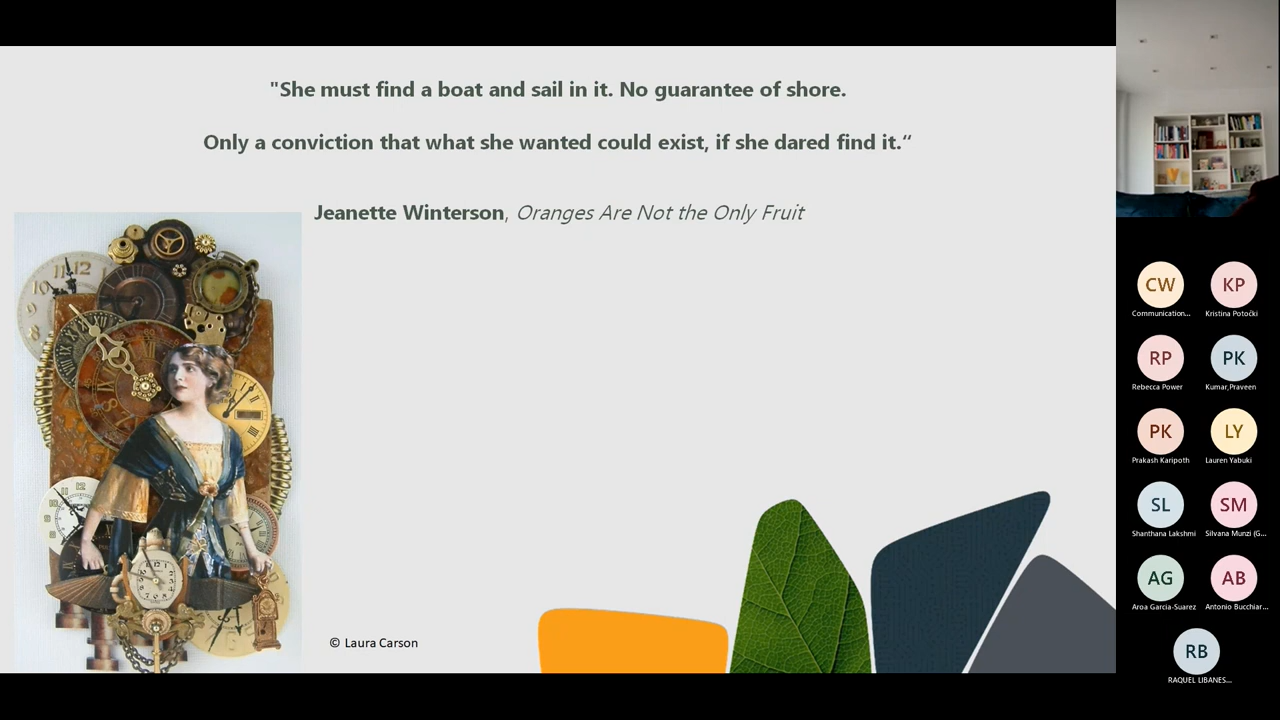 "She must find a boat and sail in it. No guarantee of shore.
Only a conviction that what she wanted could exist, if she dared find it.“
Jeanette Winterson, Oranges Are Not the Only Fruit
© Laura Carson
CW
Communication...
KP
Kristina Potočki
RP
Rebecca Power
PK
Kumar,Praveen
PK
Prakash Karipoth
LY
Lauren Yabuki
SL
Shanthana Lakshmi
SM
Silvana Munzi (G...
AG
Aroa Garcia-Suarez
AB
Antonio Bucchiar...
RB
RAQUEL LIBANES...